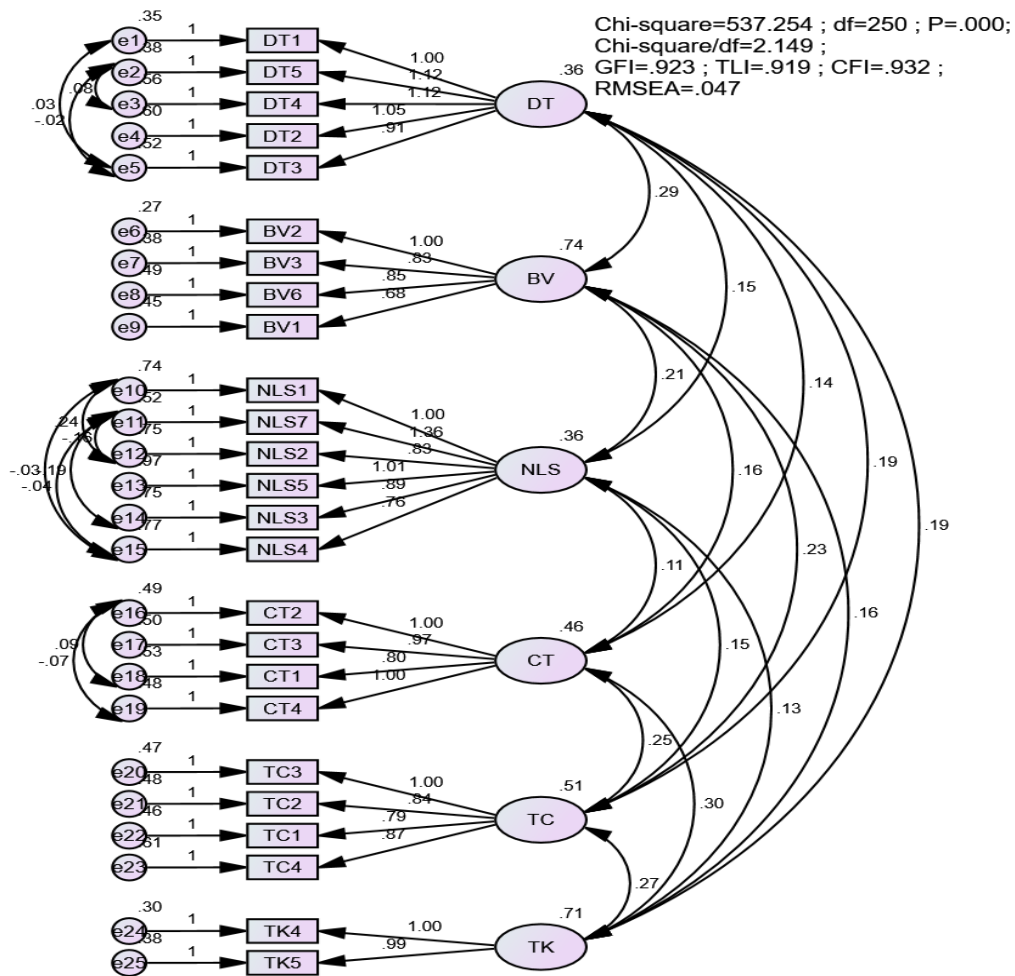 Chi-square=537.254 ; df=250 ; P=.000;
Chi-square/df=2.149 ;
GFI=.923 ; TLI=.919 ; CFI=.932 ;
RMSEA=.047
.35
e1 1 DT1 1.00
.38
e2 1 DT5 1.12
.56
e3 1 DT4 1.12
.60
e4 1 DT2 1.05
.52
e5 1 DT3 .91
.36
DT
.08
.03
-.02
.29
.27
e6 1 BV2 1.00
.38
e7 1 BV3 .83
.49
e8 1 BV6 .85
.45
e9 1 BV1 .68
.74
BV
.15
.21
.14
.74
e10 1 NLS1 1.00
.52
e11 1 NLS7 1.36
.75
e12 1 NLS2 .83
.97
e13 1 NLS5 1.01
.75
e14 1 NLS3 .89
.77
e15 1 NLS4 .76
.36
NLS
.24
-.03
-.04
.16
.19
.19
.11
.23
.49
e16 1 CT2 1.00
.50
e17 1 CT3 .97
.53
e18 1 CT1 .80
.48
e19 1 CT4 1.00
.46
CT
.09
-.07
.15
.16
.13
.25
.30
.47
e20 1 TC3 1.00
.48
e21 1 TC2 .84
.46
e22 1 TC1 .79
e23 1 TC4 .87
.51
TC
.27
.30
e24 1 TK4 1.00
.38
e25 1 TK5 .99
.71
TK